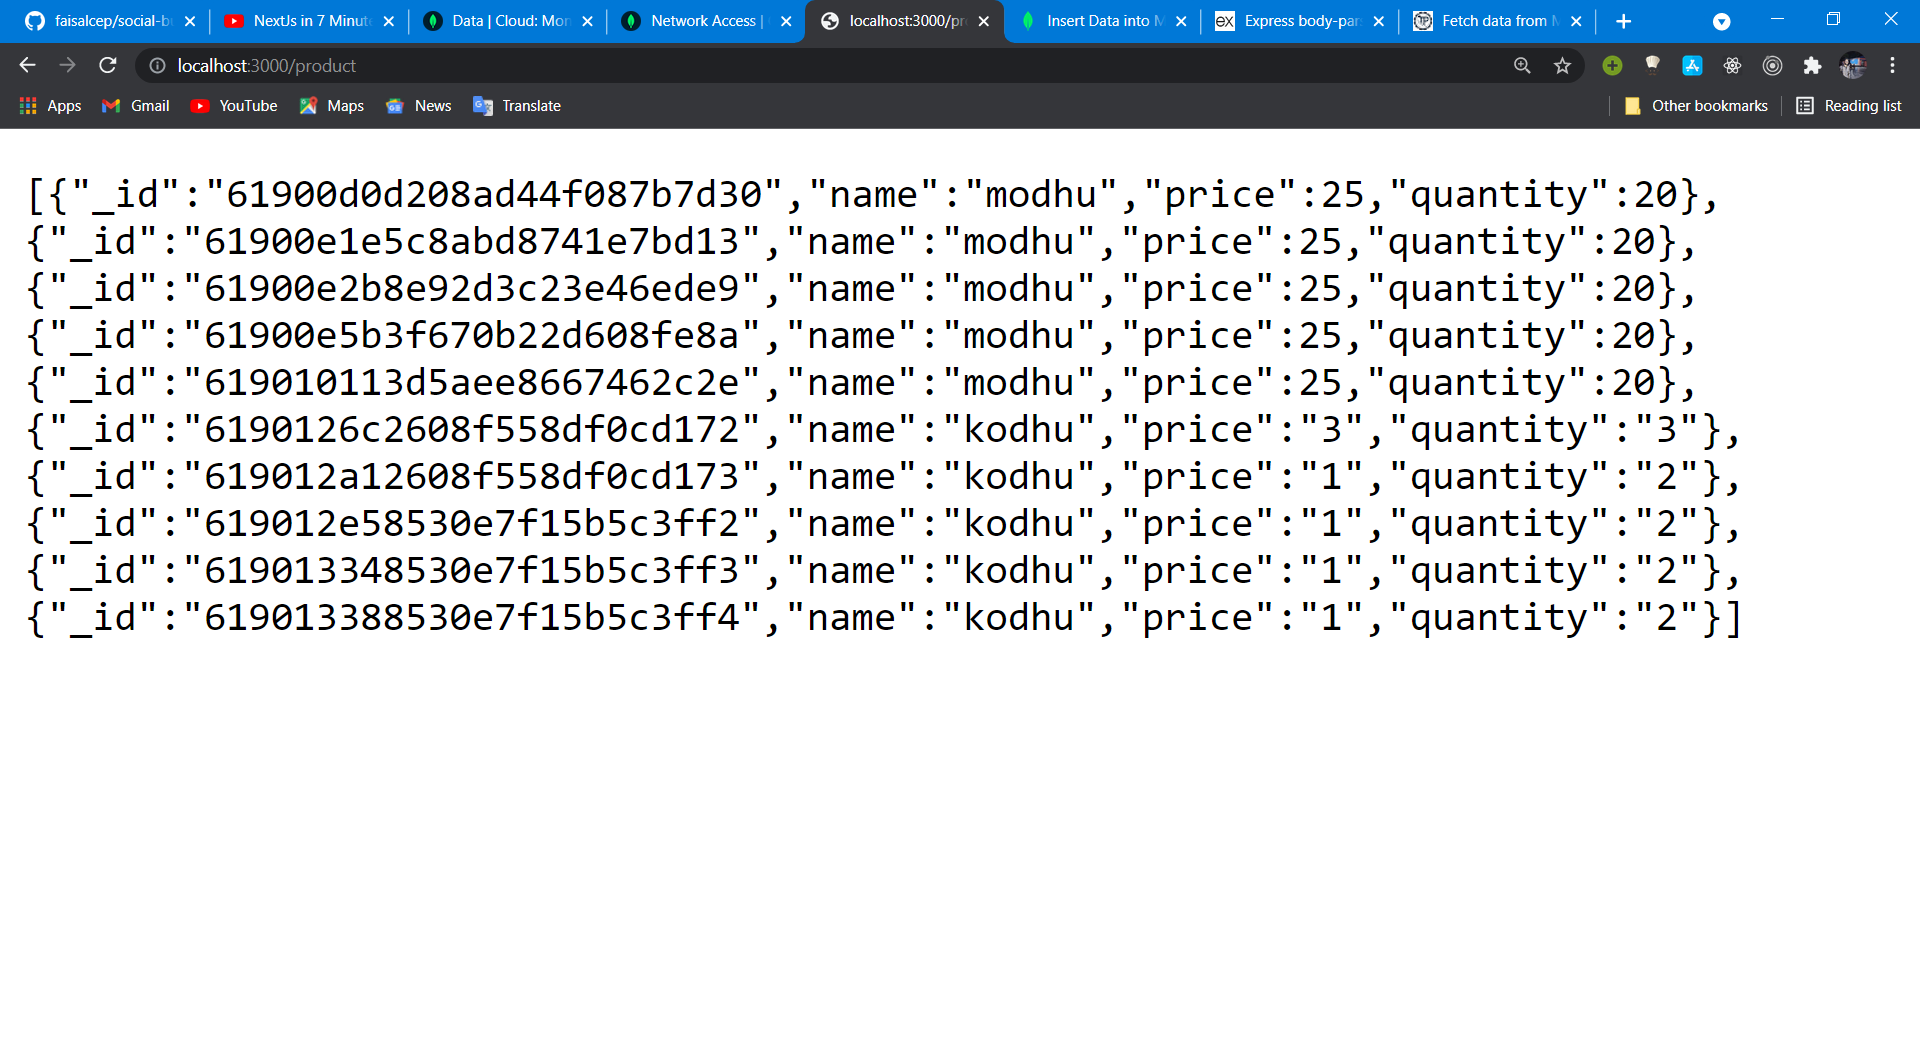 faisalcep/social-b
NextJs in 7 Minut
Data | Cloud: Mon
Network Access |
localhost:3000/pr
Insert Data into M
Express body-par
Fetch data from M
localhost:3000/product
Apps Gmail YouTube Maps News Translate Other bookmarks Reading list
[{"_id":"61900d0d208ad44f087b7d30","name":"modhu","price":25,"quantity":20},
{"_id":"61900e1e5c8abd8741e7bd13","name":"modhu","price":25,"quantity":20},
{"_id":"61900e2b8e92d3c23e46ede9","name":"modhu","price":25,"quantity":20},
{"_id":"61900e5b3f670b22d608fe8a","name":"modhu","price":25,"quantity":20},
{"_id":"619010113d5aee8667462c2e","name":"modhu","price":25,"quantity":20},
{"_id":"6190126c2608f558df0cd172","name":"kodhu","price":"3","quantity":"3"},
{"_id":"619012a12608f558df0cd173","name":"kodhu","price":"1","quantity":"2"},
{"_id":"619012e58530e7f15b5c3ff2","name":"kodhu","price":"1","quantity":"2"},
{"_id":"619013348530e7f15b5c3ff3","name":"kodhu","price":"1","quantity":"2"},
{"_id":"619013388530e7f15b5c3ff4","name":"kodhu","price":"1","quantity":"2"}]